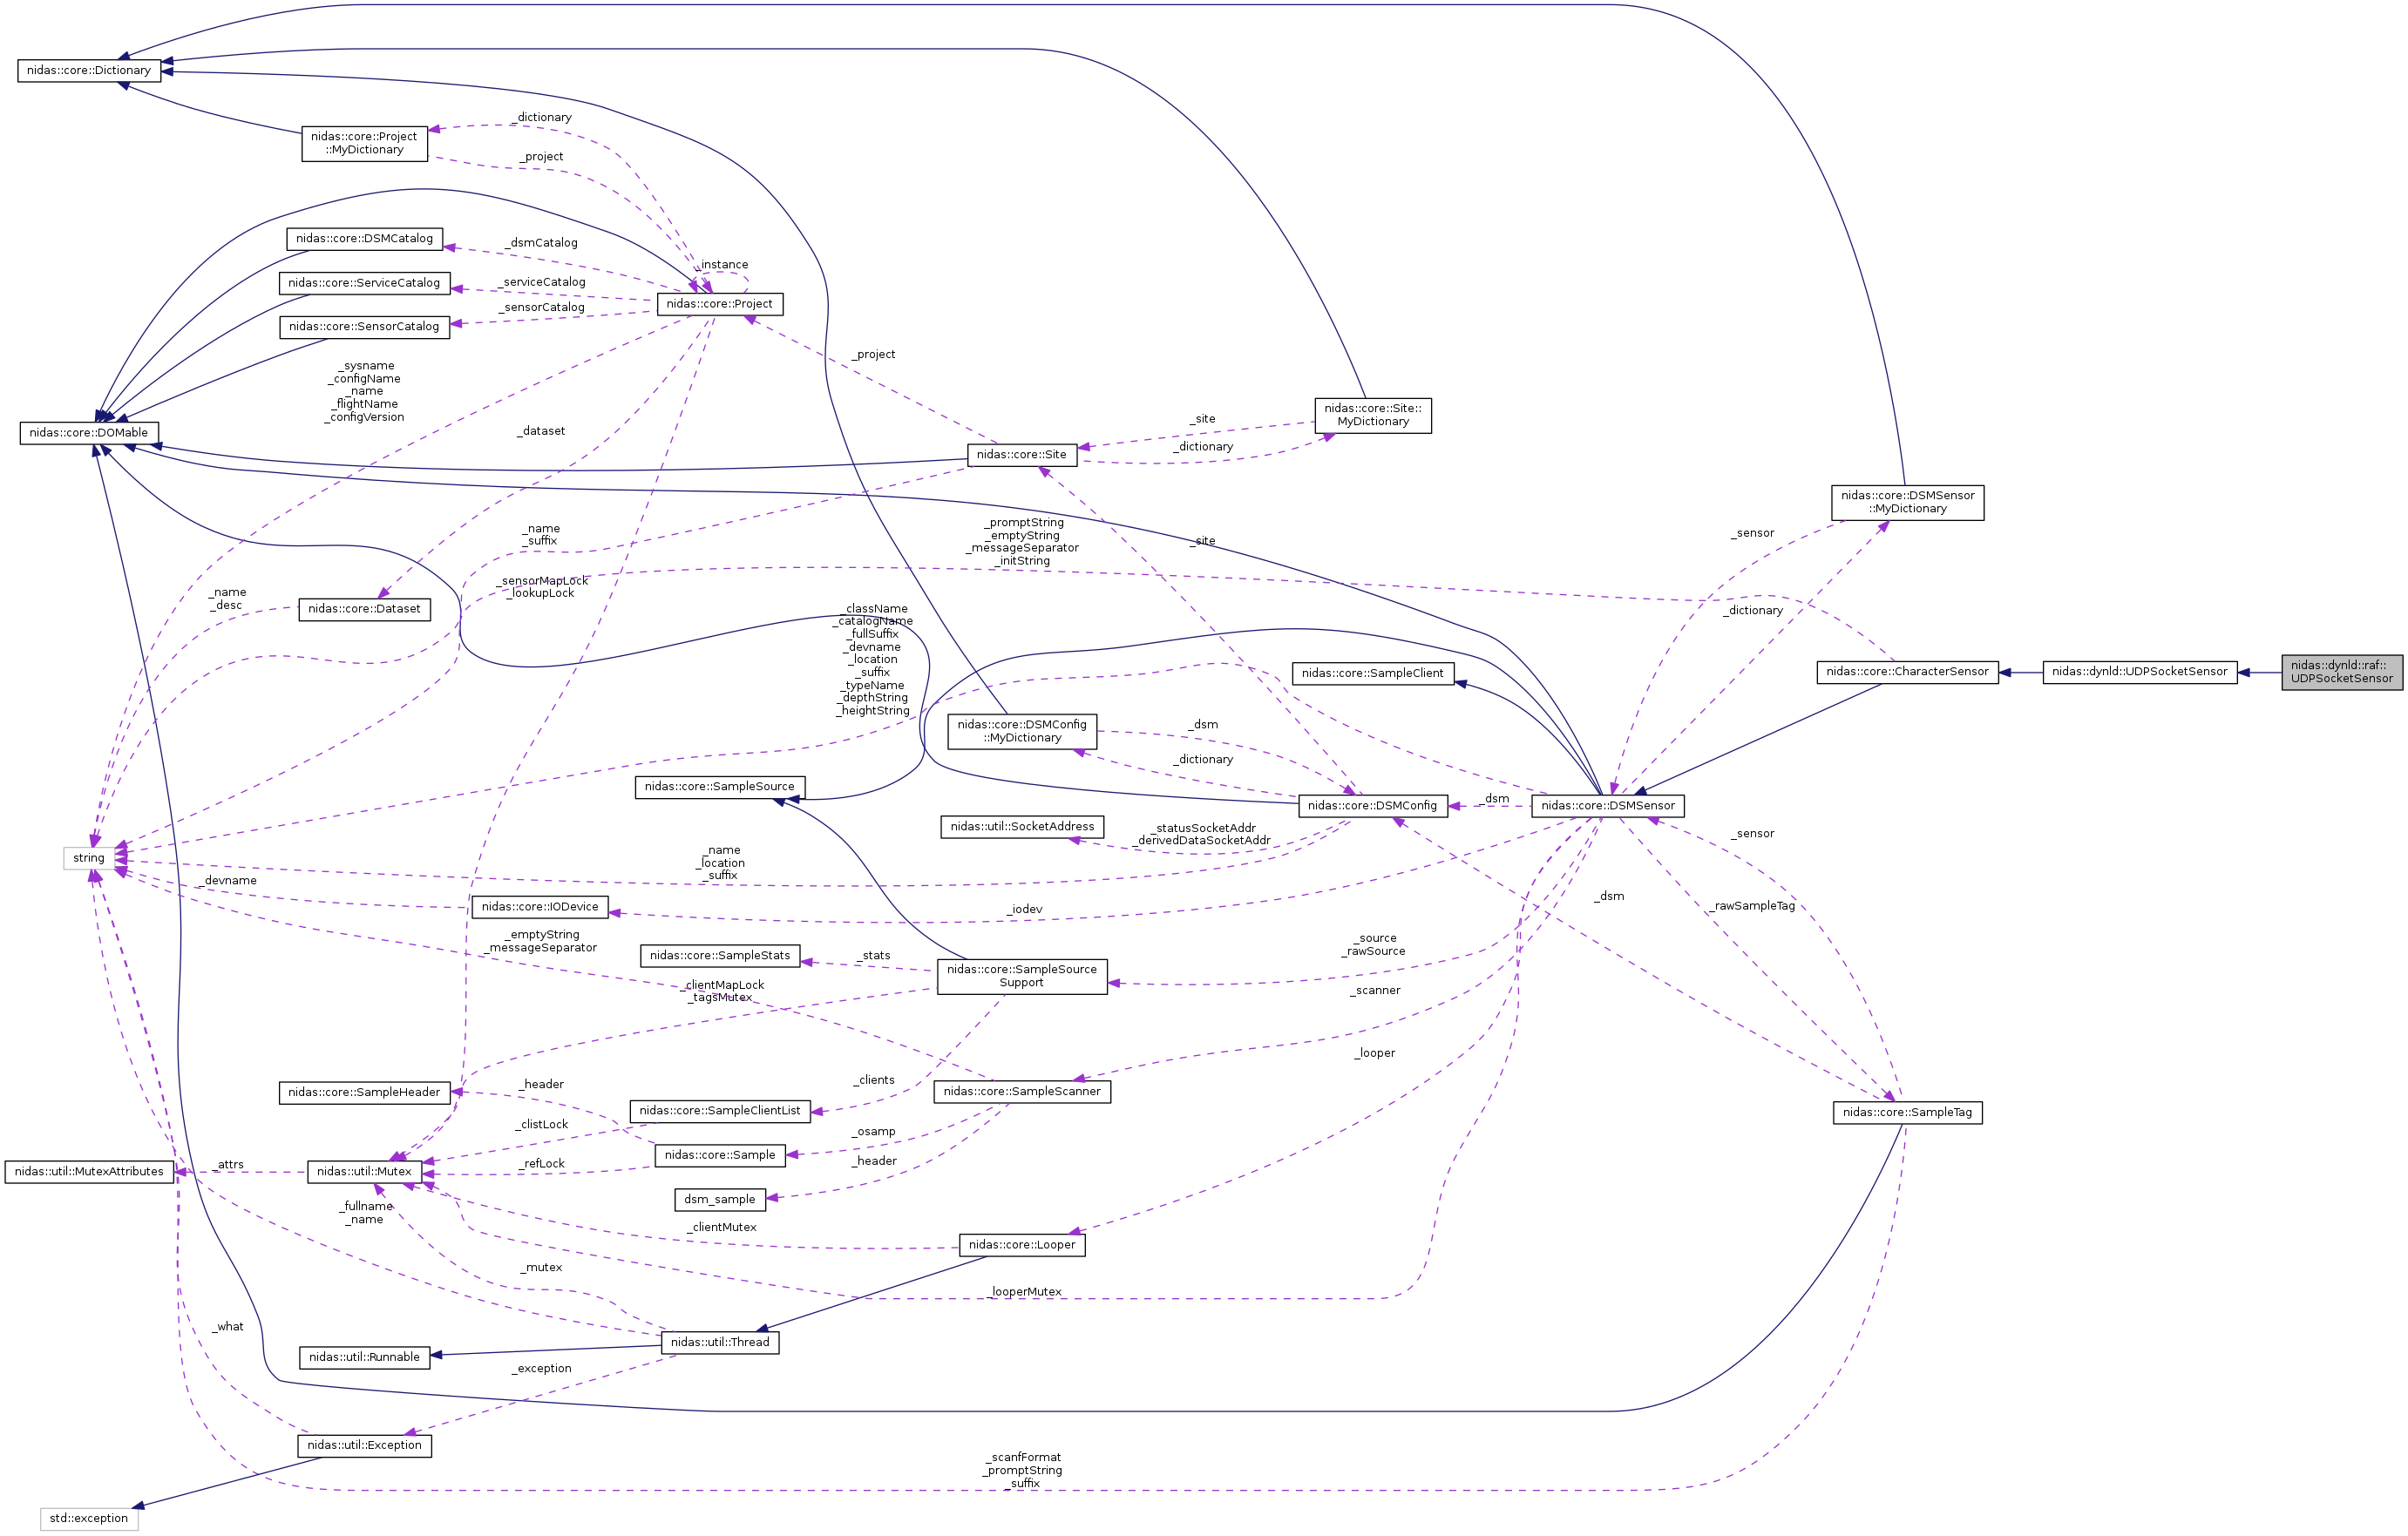 nidas::core::Dictionary
_dictionary
nidas::core::Project
::MyDictionary
_project
nidas::core::DSMCatalog
_dsmCatalog
_instance
nidas::core::ServiceCatalog
_serviceCatalog
nidas::core::Project
nidas::core::SensorCatalog
_sensorCatalog
_project
_sysname
_configName
_name
_flightName
_configVersion
nidas::core::Site::
MyDictionary
_site
nidas::core::DOMable
_dataset
_dictionary
nidas::core::Site
nidas::core::DSMSensor
::MyDictionary
_name
_suffix
_promptString
_emptyString
_messageSeparator
_initString
_site
_sensor
_sensorMapLock
_lookupLock
_name
_desc
nidas::core::Dataset
_dictionary
_className
_catalogName
_fullSuffix
_devname
_location
_suffix
_typeName
_depthString
_heightString
nidas::core::SampleClient
nidas::core::CharacterSensor
nidas::dynld::UDPSocketSensor
nidas::dynld::raf::
UDPSocketSensor
nidas::core::DSMConfig
::MyDictionary
_dsm
_dictionary
nidas::core::SampleSource
nidas::core::DSMConfig
_dsm
nidas::core::DSMSensor
nidas::util::SocketAddress
_statusSocketAddr
_derivedDataSocketAddr
_sensor
string
_name
_location
_suffix
_devname
nidas::core::IODevice
_iodev
_dsm
_rawSampleTag
_emptyString
_messageSeparator
nidas::core::SampleStats
_stats
nidas::core::SampleSource
Support
_source
_rawSource
_clientMapLock
_tagsMutex
_scanner
_looper
nidas::core::SampleHeader
_header
_clients
nidas::core::SampleScanner
nidas::core::SampleClientList
nidas::core::SampleTag
_clistLock
_osamp
nidas::util::MutexAttributes
_attrs
nidas::util::Mutex
_refLock
nidas::core::Sample
_header
dsm_sample
_fullname
_name
_clientMutex
nidas::core::Looper
_mutex
_looperMutex
_what
nidas::util::Thread
nidas::util::Runnable
_exception
nidas::util::Exception
_scanfFormat
_promptString
_suffix
std::exception